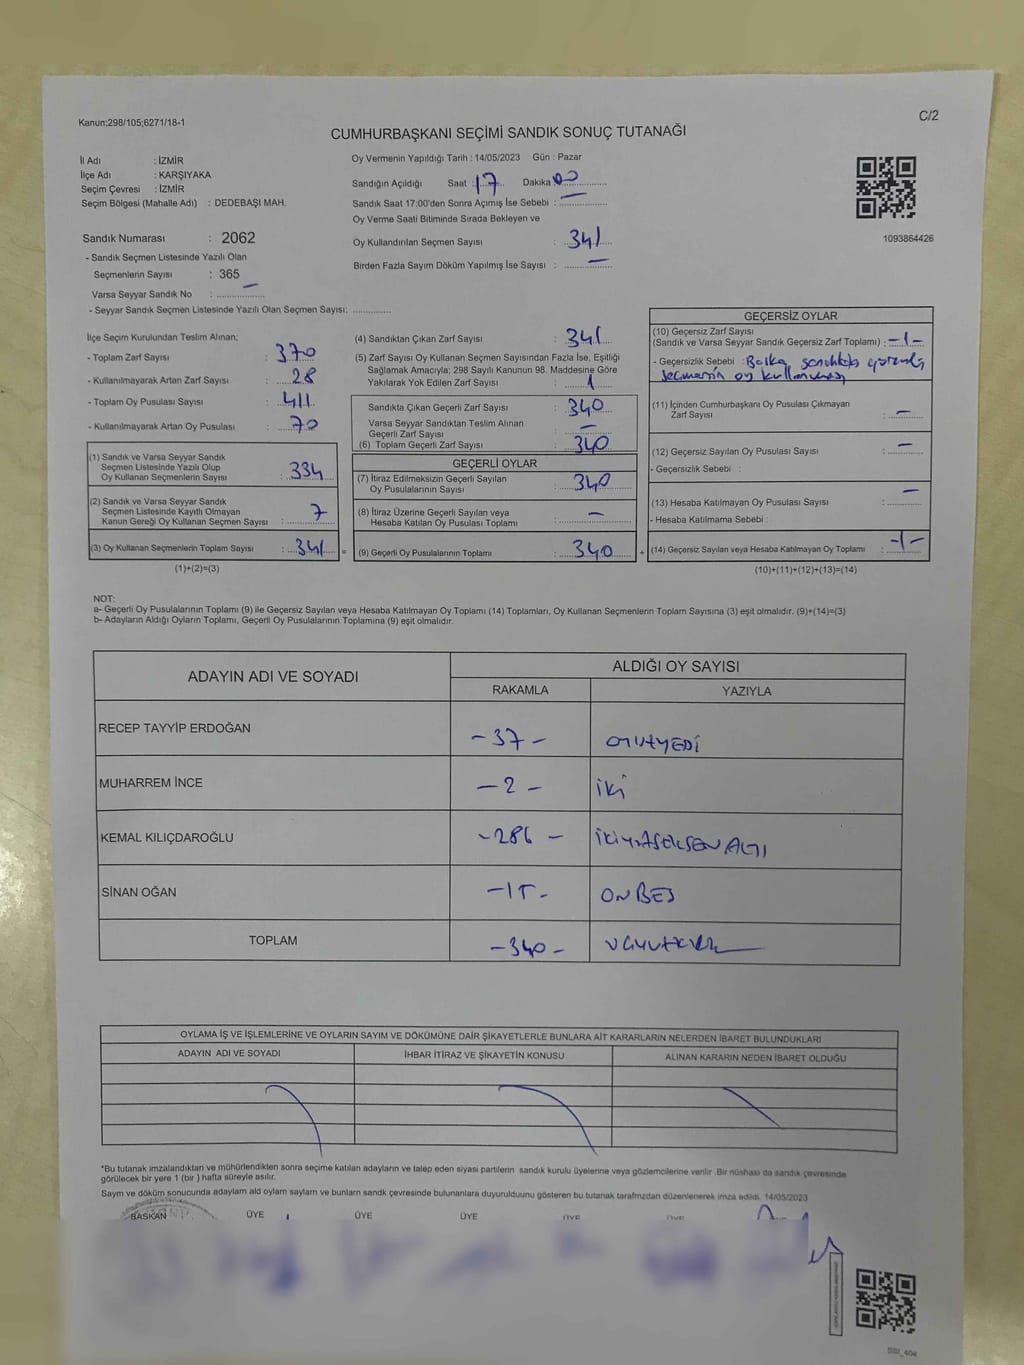 Kanun;298/105;6271/18-1
C/2
CUMHURBAŞKANI SEÇİMİ SANDIK SONUÇ TUTANAĞI
İl Adı : İZMİR
İlçe Adı : KARŞIYAKA
Seçim Çevresi : İZMİR
Seçim Bölgesi (Mahalle Adı) : DEDEBAŞI MAH.
Sandık Numarası : 2062
- Sandık Seçmen Listesinde Yazılı Olan
Seçmenlerin Sayısı : 365
Varsa Seyyar Sandık No : —
- Seyyar Sandık Seçmen Listesinde Yazılı Olan Seçmen Sayısı:
Oy Vermenin Yapıldığı Tarih : 14/05/2023 Gün : Pazar
Sandığın Açıldığı Saat : 17 Dakika 00
Sandık Saat 17:00'den Sonra Açımış İse Sebebi : —
Oy Verme Saati Bitiminde Sırada Bekleyen ve
Oy Kullandırılan Seçmen Sayısı : 341
Birden Fazla Sayım Döküm Yapılmış İse Sayısı : —
1093864426
İlçe Seçim Kurulundan Teslim Alınan;
- Toplam Zarf Sayısı : 370
- Kullanılmayarak Artan Zarf Sayısı : 28
- Toplam Oy Pusulası Sayısı : 411
- Kullanılmayarak Artan Oy Pusulası : 70
(1) Sandık ve Varsa Seyyar Sandık
Seçmen Listesinde Yazılı Olup
Oy Kullanan Seçmenlerin Sayısı : 334
(2) Sandık ve Varsa Seyyar Sandık
Seçmen Listesinde Kayıtlı Olmayan
Kanun Gereği Oy Kullanan Seçmen Sayısı : 7
(3) Oy Kullanan Seçmenlerin Toplam Sayısı : 341 =
(1)+(2)=(3)
(4) Sandıktan Çıkan Zarf Sayısı : 341
(5) Zarf Sayısı Oy Kullanan Seçmen Sayısından Fazla İse, Eşitliği
Sağlamak Amacıyla; 298 Sayılı Kanunun 98. Maddesine Göre
Yakılarak Yok Edilen Zarf Sayısı : 1
Sandıkta Çıkan Geçerli Zarf Sayısı : 340
Varsa Seyyar Sandıktan Teslim Alınan
Geçerli Zarf Sayısı : —
(6) Toplam Geçerli Zarf Sayısı : 340
GEÇERLİ OYLAR
(7) İtiraz Edilmeksizin Geçerli Sayılan
Oy Pusulalarının Sayısı : 340
(8) İtiraz Üzerine Geçerli Sayılan veya
Hesaba Katılan Oy Pusulası Toplamı : —
(9) Geçerli Oy Pusulalarının Toplamı : 340 +
GEÇERSİZ OYLAR
(10) Geçersiz Zarf Sayısı
(Sandık ve Varsa Seyyar Sandık Geçersiz Zarf Toplamı) : -1-
- Geçersizlik Sebebi : Başka sandıkta görevli
seçmenin oy kullanması
(11) İçinden Cumhurbaşkanı Oy Pusulası Çıkmayan
Zarf Sayısı : —
(12) Geçersiz Sayılan Oy Pusulası Sayısı : —
- Geçersizlik Sebebi :
(13) Hesaba Katılmayan Oy Pusulası Sayısı : —
- Hesaba Katılmama Sebebi :
(14) Geçersiz Sayılan veya Hesaba Katılmayan Oy Toplamı : -1-
(10)+(11)+(12)+(13)=(14)
NOT:
a- Geçerli Oy Pusulalarının Toplamı (9) ile Geçersiz Sayılan veya Hesaba Katılmayan Oy Toplamı (14) Toplamları, Oy Kullanan Seçmenlerin Toplam Sayısına (3) eşit olmalıdır. (9)+(14)=(3)
b- Adayların Aldığı Oyların Toplamı, Geçerli Oy Pusulalarının Toplamına (9) eşit olmalıdır.
ADAYIN ADI VE SOYADI ALDIĞI OY SAYISI
RAKAMLA YAZIYLA
RECEP TAYYİP ERDOĞAN -37- OTUZYEDİ
MUHARREM İNCE -2- İKİ
KEMAL KILIÇDAROĞLU -286- İKİYÜZSEKSENALTI
SİNAN OĞAN -15- ONBEŞ
TOPLAM -340- ÜÇYÜZKIRK
OYLAMA İŞ VE İŞLEMLERİNE VE OYLARIN SAYIM VE DÖKÜMÜNE DAİR ŞİKAYETLERLE BUNLARA AİT KARARLARIN NELERDEN İBARET BULUNDUKLARI
ADAYIN ADI VE SOYADI İHBAR İTİRAZ VE ŞİKAYETİN KONUSU ALINAN KARARIN NEDEN İBARET OLDUĞU
*Bu tutanak imzalandıktan ve mühürlendikten sonra seçime katılan adayların ve talep eden siyasi partilerin sandık kurulu üyelerine veya gözlemcilerine verilir .Bir nüshası da sandık çevresinde
görülecek bir yere 1 (bir ) hafta süreyle asılır.
Sayım ve döküm sonucunda adaylam ald oylam saylam ve bunların sandk çevresinde bulunanlara duyurulduunu gösteren bu tutanak tarafmzdan düzenlenerek imza edildi. 14/05/2023
BAŞKAN ÜYE ÜYE ÜYE ÜYE ÜYE